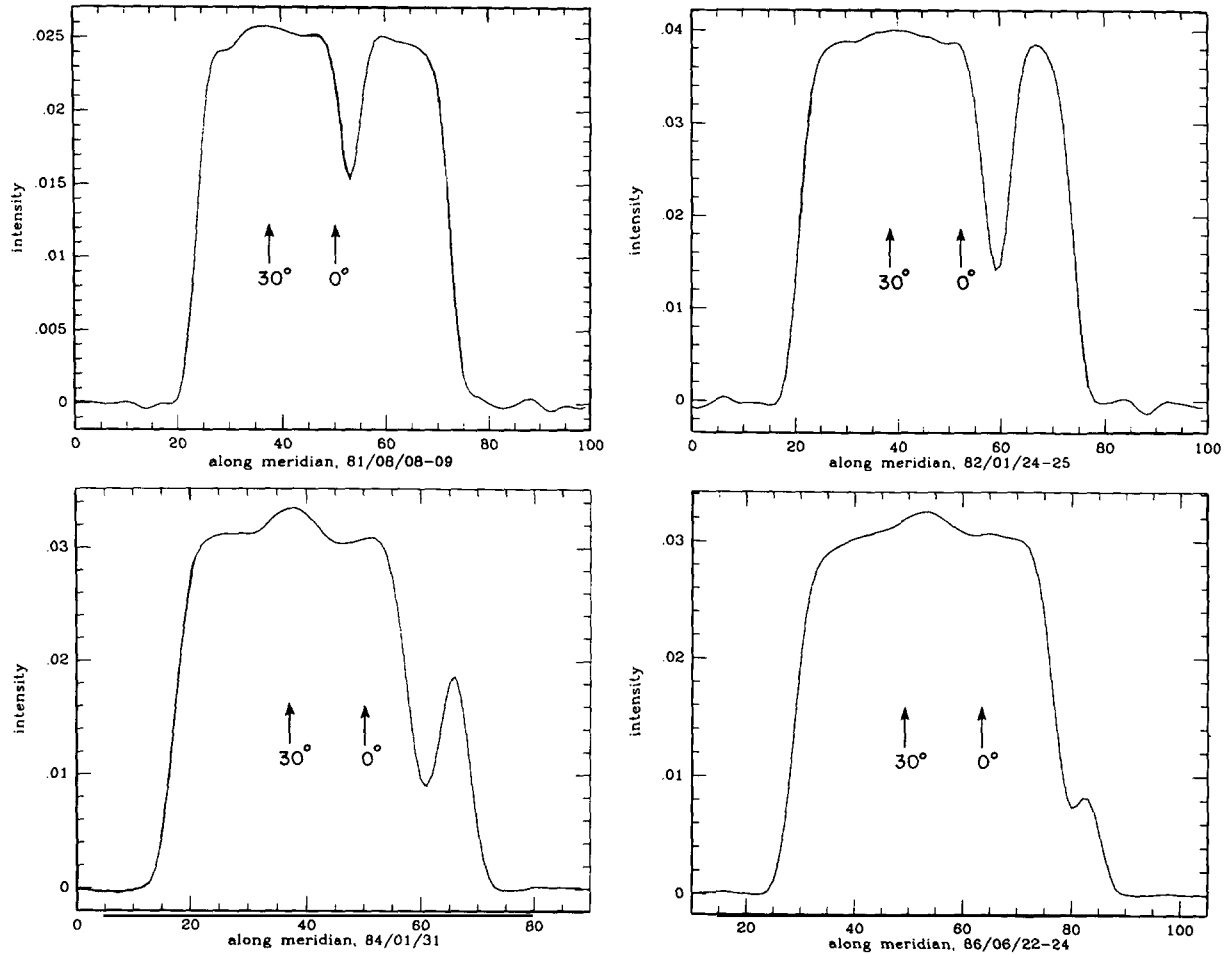 .025
.02
.015
.01
.005
0
intensity
30°
0°
0 20 40 60 80 100
along meridian, 81/08/08-09
.04
.03
.02
.01
0
intensity
30°
0°
0 20 40 60 80 100
along meridian, 82/01/24-25
.03
.02
.01
0
intensity
30°
0°
0 20 40 60 80
along meridian, 84/01/31
.03
.02
.01
0
intensity
30°
0°
20 40 60 80 100
along meridian, 86/06/22-24